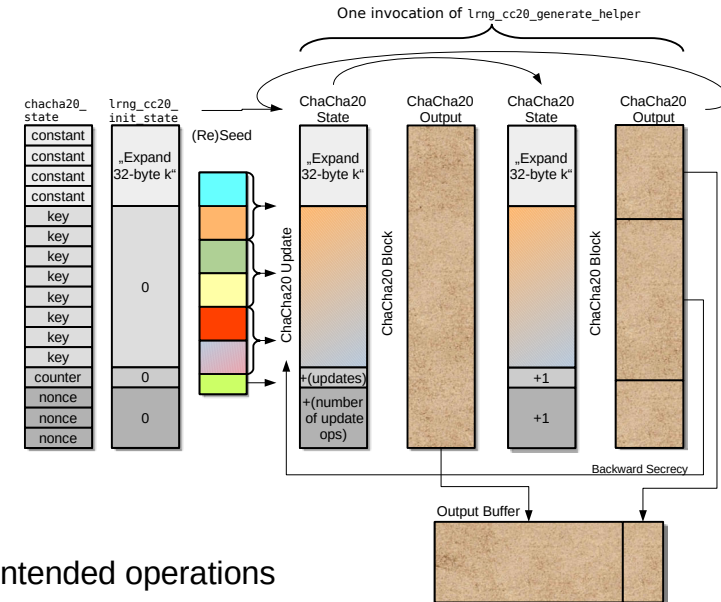 One invocation of lrng_cc20_generate_helper
chacha20_
state
lrng_cc20_
init_state
(Re)Seed
ChaCha20
State
ChaCha20
Output
ChaCha20
State
ChaCha20
Output
constant
constant
constant
constant
key
key
key
key
key
key
key
key
counter
nonce
nonce
nonce
„Expand
32-byte k“
0
0
0
ChaCha20 Update
„Expand
32-byte k“
+(updates)
+(number
of update
ops)
ChaCha20 Block
„Expand
32-byte k“
+1
+1
ChaCha20 Block
Backward Secrecy
Output Buffer
ntended operations